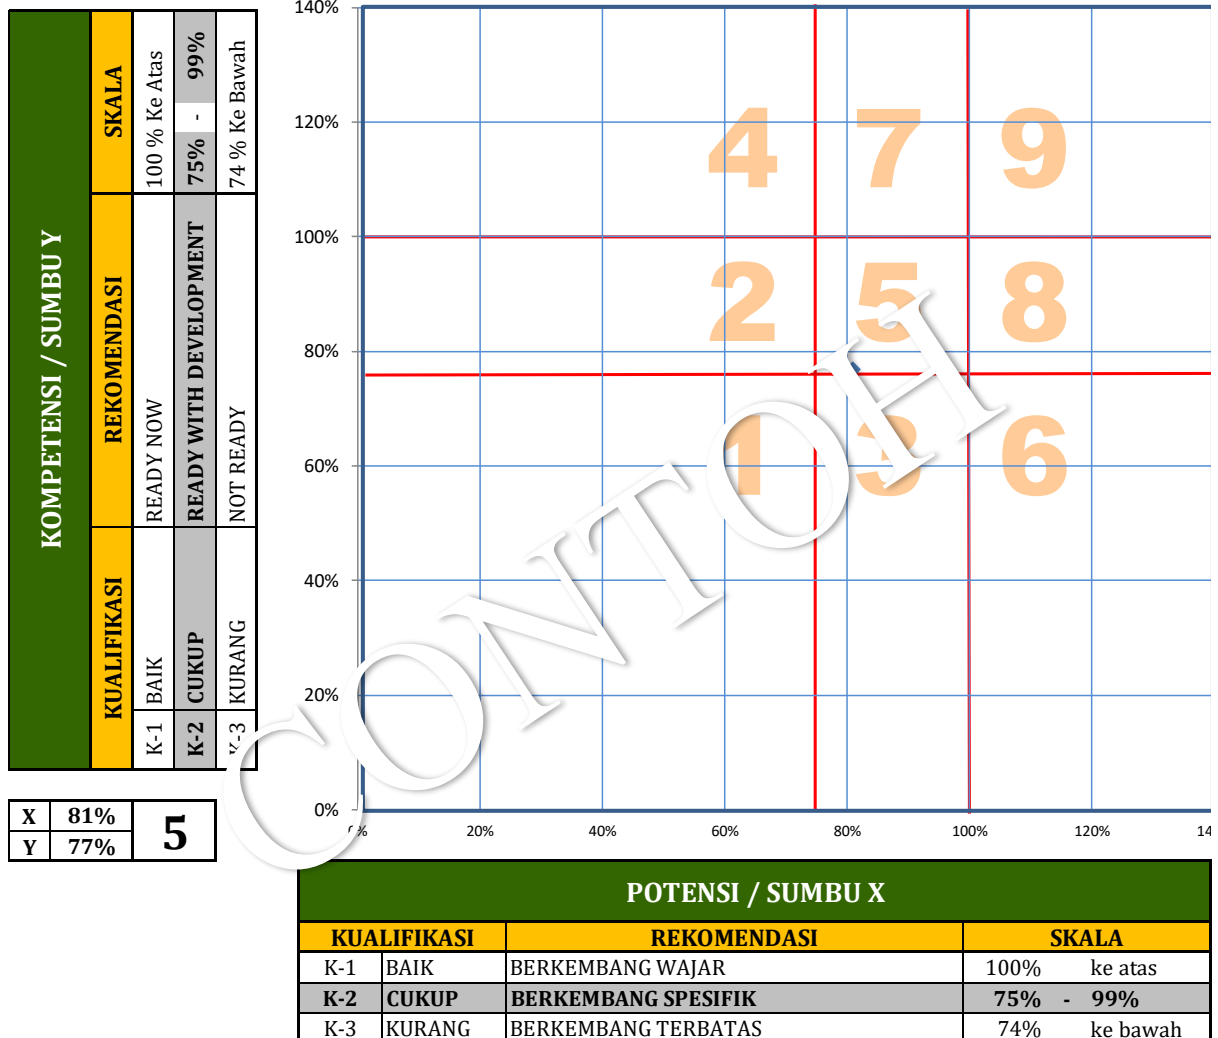 KOMPETENSI / SUMBU Y
KUALIFIKASI REKOMENDASI SKALA
K-1 BAIK READY NOW 100 % Ke Atas
K-2 CUKUP READY WITH DEVELOPMENT 75% - 99%
K-3 KURANG NOT READY 74 % Ke Bawah
140%
120%
100%
80%
60%
40%
20%
0%
4 7 9
2 5 8
1 3 6
CONTOH
0% 20% 40% 60% 80% 100% 120% 14
X 81% 5
Y 77%
POTENSI / SUMBU X
KUALIFIKASI REKOMENDASI SKALA
K-1 BAIK BERKEMBANG WAJAR 100% ke atas
K-2 CUKUP BERKEMBANG SPESIFIK 75% - 99%
K-3 KURANG BERKEMBANG TERBATAS 74% ke bawah